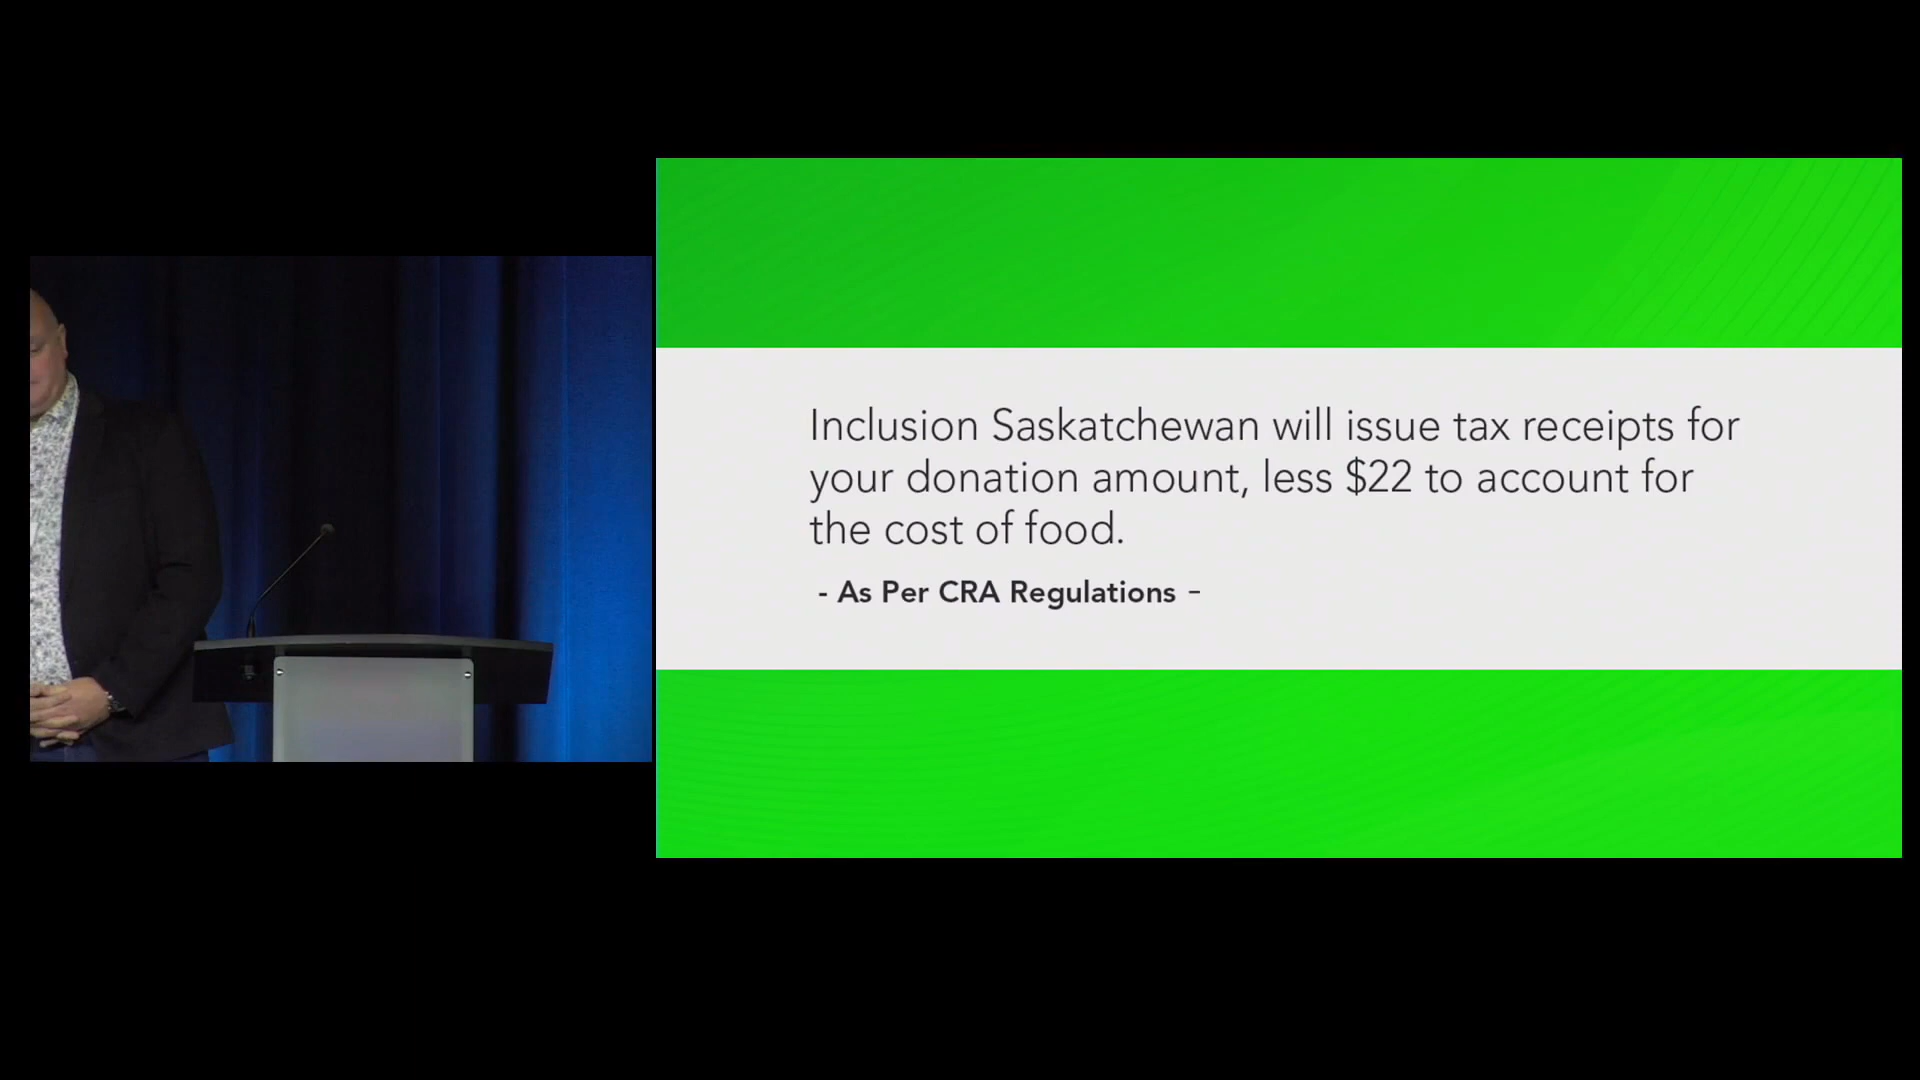 Inclusion Saskatchewan will issue tax receipts for
your donation amount, less $22 to account for
the cost of food.
- As Per CRA Regulations –